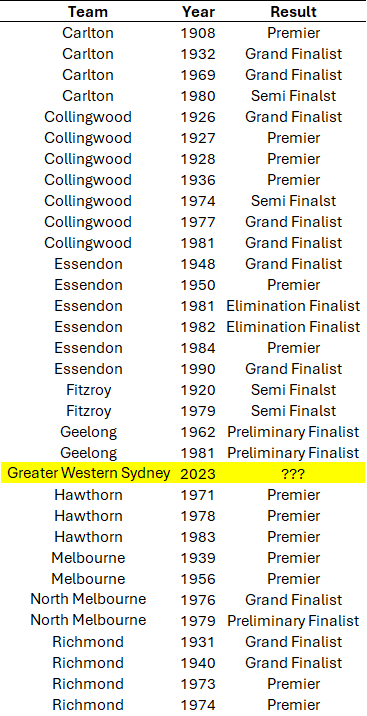 Team Year Result
Carlton 1908 Premier
Carlton 1932 Grand Finalist
Carlton 1969 Grand Finalist
Carlton 1980 Semi Finalst
Collingwood 1926 Grand Finalist
Collingwood 1927 Premier
Collingwood 1928 Premier
Collingwood 1936 Premier
Collingwood 1974 Semi Finalst
Collingwood 1977 Grand Finalist
Collingwood 1981 Grand Finalist
Essendon 1948 Grand Finalist
Essendon 1950 Premier
Essendon 1981 Elimination Finalist
Essendon 1982 Elimination Finalist
Essendon 1984 Premier
Essendon 1990 Grand Finalist
Fitzroy 1920 Semi Finalist
Fitzroy 1979 Semi Finalist
Geelong 1962 Preliminary Finalist
Geelong 1981 Preliminary Finalist
Greater Western Sydney 2023 ???
Hawthorn 1971 Premier
Hawthorn 1978 Premier
Hawthorn 1983 Premier
Melbourne 1939 Premier
Melbourne 1956 Premier
North Melbourne 1976 Grand Finalist
North Melbourne 1979 Preliminary Finalist
Richmond 1931 Grand Finalist
Richmond 1940 Grand Finalist
Richmond 1973 Premier
Richmond 1974 Premier